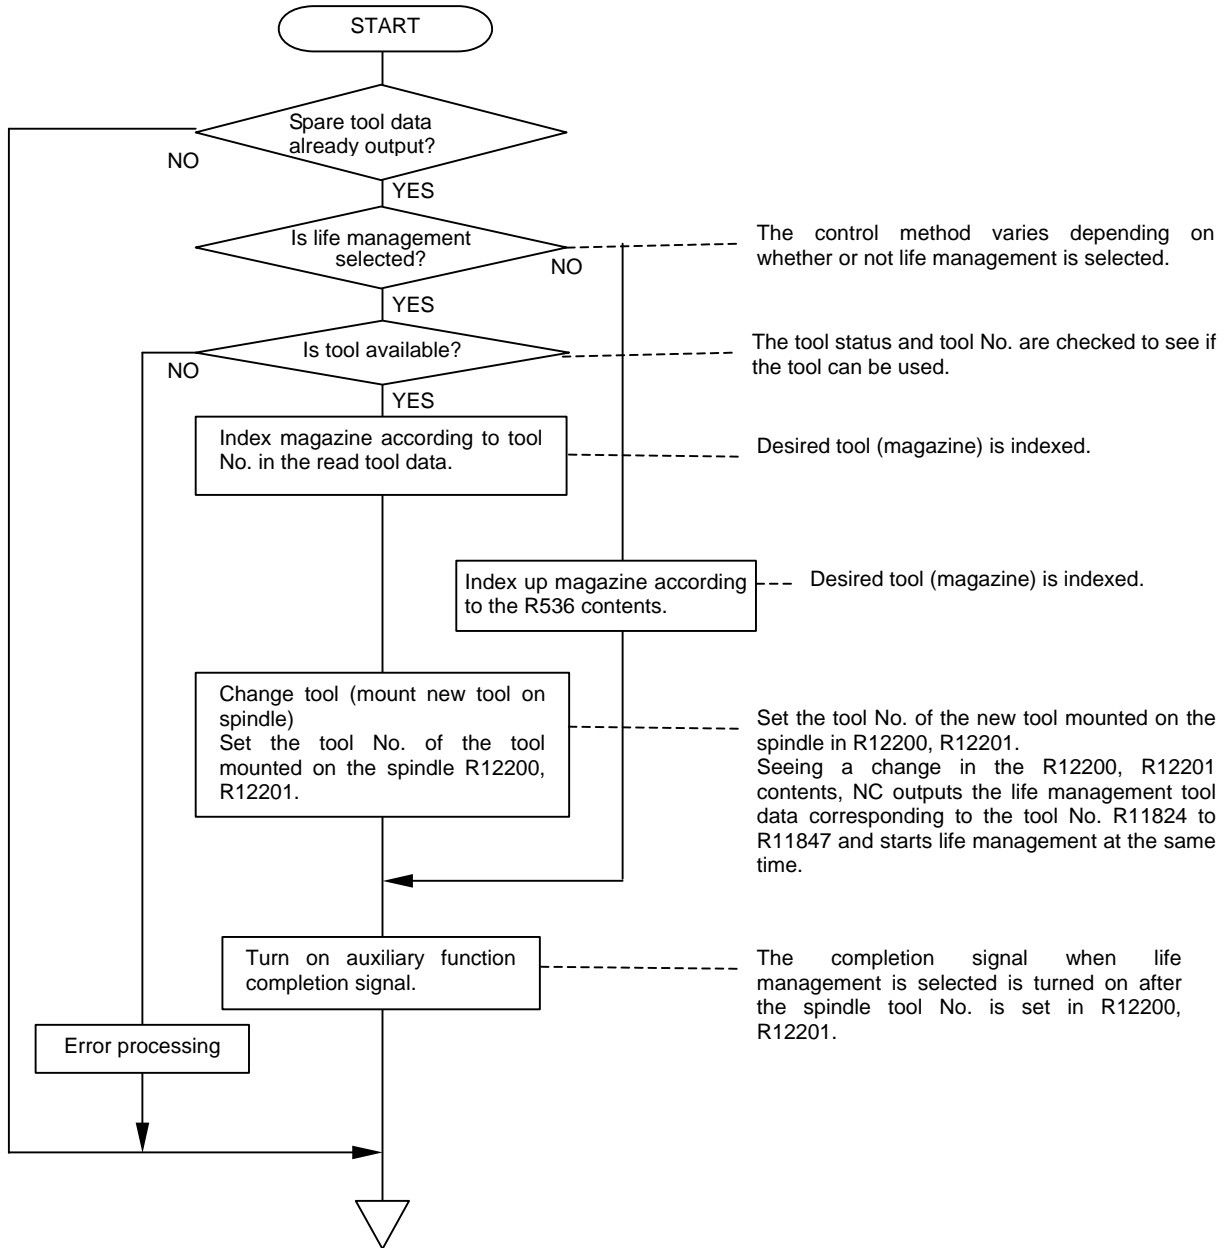 START
Spare tool data
already output?
NO
YES
Is life management
selected?
NO
The control method varies depending on
whether or not life management is selected.
YES
Is tool available?
NO
The tool status and tool No. are checked to see if
the tool can be used.
YES
Index magazine according to tool
No. in the read tool data.
Desired tool (magazine) is indexed.
Index up magazine according
to the R536 contents.
Desired tool (magazine) is indexed.
Change tool (mount new tool on
spindle)
Set the tool No. of the tool
mounted on the spindle R12200,
R12201.
Set the tool No. of the new tool mounted on the
spindle in R12200, R12201.
Seeing a change in the R12200, R12201
contents, NC outputs the life management tool
data corresponding to the tool No. R11824 to
R11847 and starts life management at the same
time.
Turn on auxiliary function
completion signal.
The completion signal when life
management is selected is turned on after
the spindle tool No. is set in R12200,
R12201.
Error processing